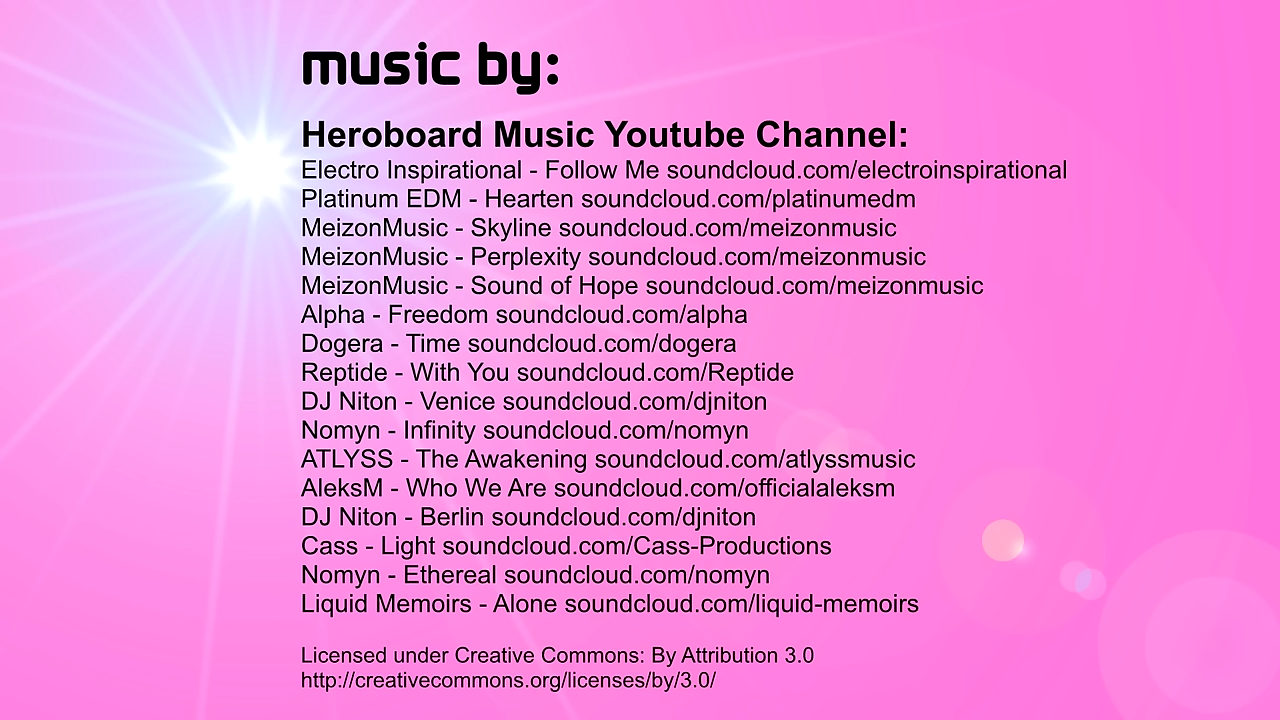 music by:
Heroboard Music Youtube Channel:
Electro Inspirational - Follow Me soundcloud.com/electroinspirational
Platinum EDM - Hearten soundcloud.com/platinumedm
MeizonMusic - Skyline soundcloud.com/meizonmusic
MeizonMusic - Perplexity soundcloud.com/meizonmusic
MeizonMusic - Sound of Hope soundcloud.com/meizonmusic
Alpha - Freedom soundcloud.com/alpha
Dogera - Time soundcloud.com/dogera
Reptide - With You soundcloud.com/Reptide
DJ Niton - Venice soundcloud.com/djniton
Nomyn - Infinity soundcloud.com/nomyn
ATLYSS - The Awakening soundcloud.com/atlyssmusic
AleksM - Who We Are soundcloud.com/officialaleksm
DJ Niton - Berlin soundcloud.com/djniton
Cass - Light soundcloud.com/Cass-Productions
Nomyn - Ethereal soundcloud.com/nomyn
Liquid Memoirs - Alone soundcloud.com/liquid-memoirs
Licensed under Creative Commons: By Attribution 3.0
http://creativecommons.org/licenses/by/3.0/